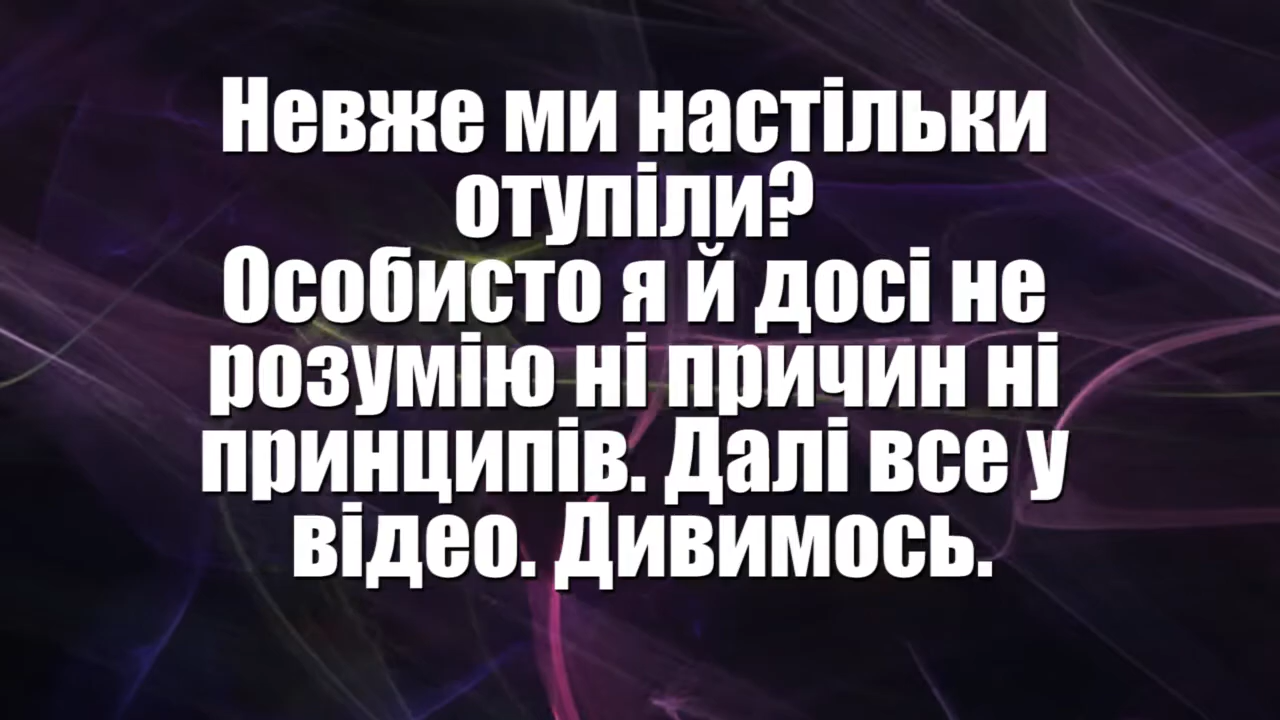 Невже ми настільки
отупіли?
Особисто я й досі не
розумію ні причин ні
принципів. Далі все у
відео. Дивимось.